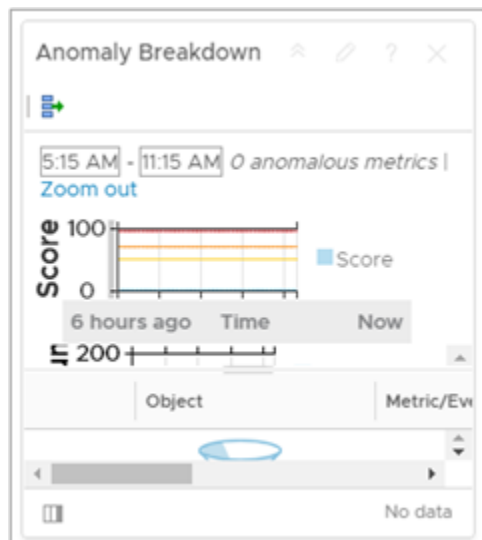 Anomaly Breakdown
5:15 AM - 11:15 AM 0 anomalous metrics |
Zoom out
Score
100
0
Score
6 hours ago Time Now
200
Object Metric/Eve
No data